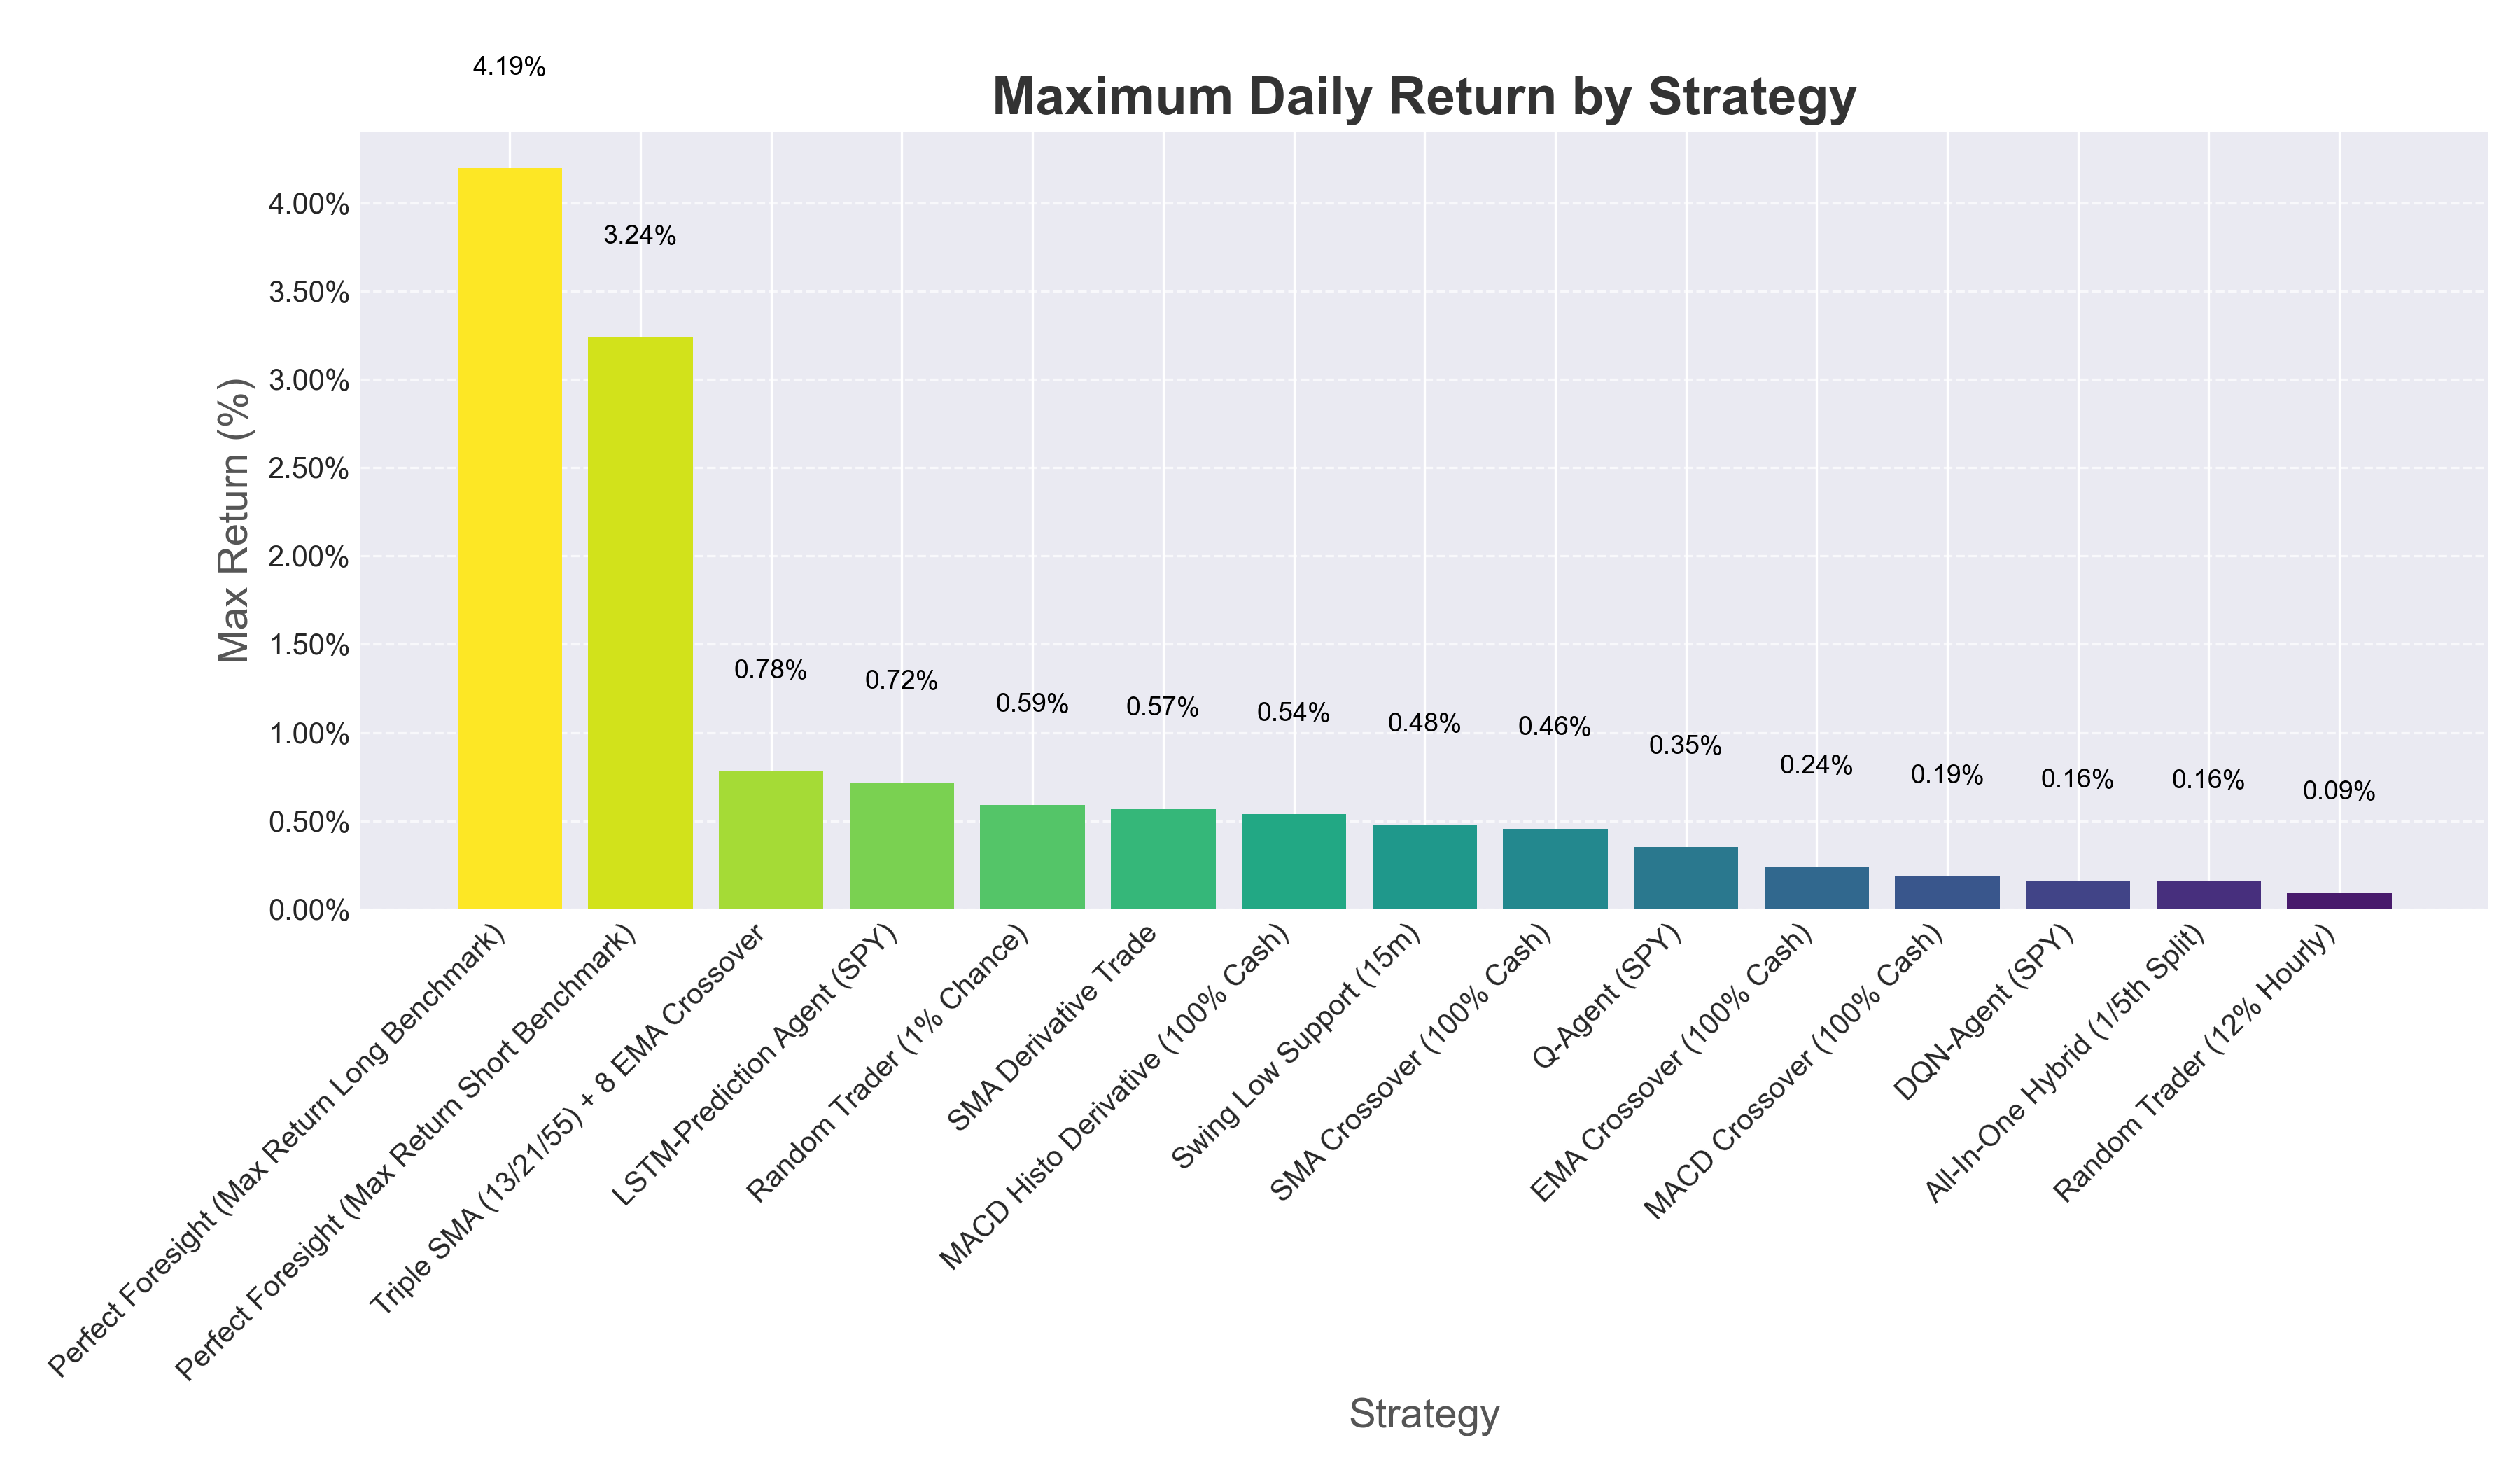 4.19%
Maximum Daily Return by Strategy
3.24%
0.78%
0.72%
0.59%
0.57%
0.54%
0.48%
0.46%
0.35%
0.24%
0.19%
0.16%
0.16%
0.09%
Max Return (%)
4.00%
3.50%
3.00%
2.50%
2.00%
1.50%
1.00%
0.50%
0.00%
Perfect Foresight (Max Return Long Benchmark)
Perfect Foresight (Max Return Short Benchmark)
Triple SMA (13/21/55) + 8 EMA Crossover
LSTM-Prediction Agent (SPY)
Random Trader (1% Chance)
SMA Derivative Trade
MACD Histo Derivative (100% Cash)
Swing Low Support (15m)
SMA Crossover (100% Cash)
Q-Agent (SPY)
EMA Crossover (100% Cash)
MACD Crossover (100% Cash)
DQN-Agent (SPY)
All-In-One Hybrid (1/5th Split)
Random Trader (12% Hourly)
Strategy